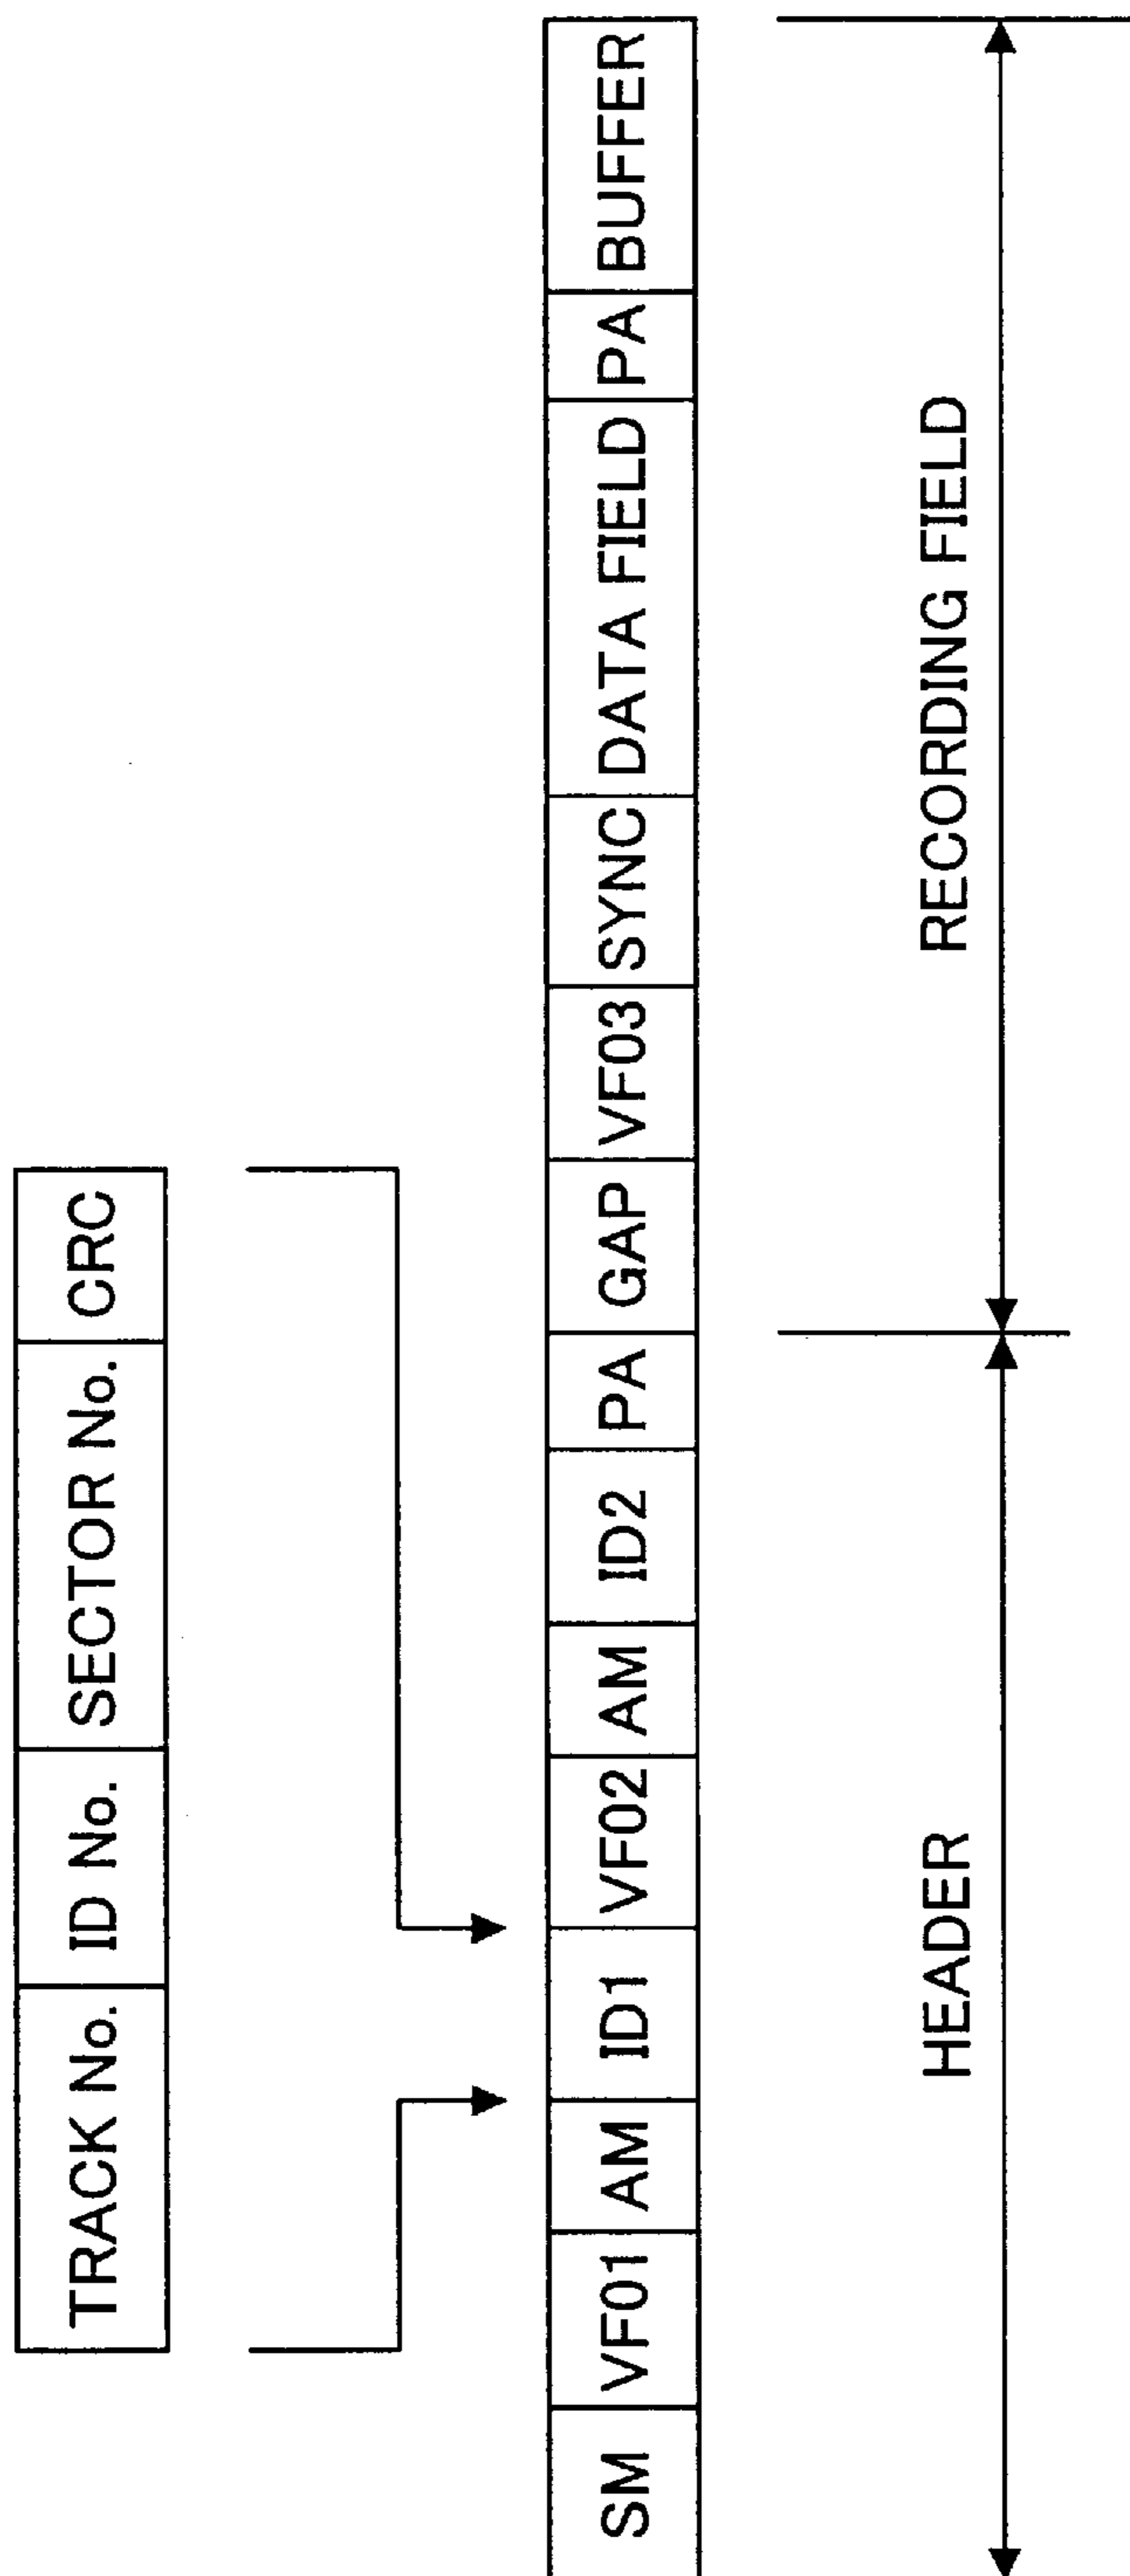 TRACK No. ID No. SECTOR No. CRC
SM VF01 AM ID1 VF02 AM ID2 PA GAP VF03 SYNC DATA FIELD PA BUFFER
HEADER RECORDING FIELD